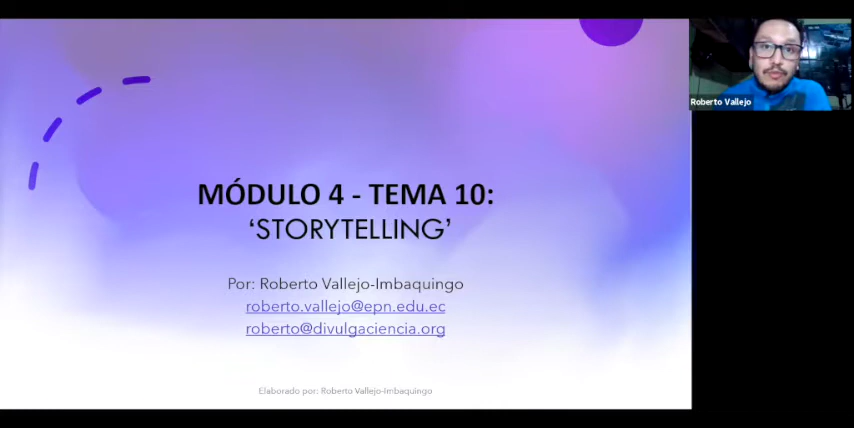 MÓDULO 4 - TEMA 10:
‘STORYTELLING’
Por: Roberto Vallejo-Imbaquingo
roberto.vallejo@epn.edu.ec
roberto@divulgaciencia.org
Elaborado por: Roberto Vallejo-Imbaquingo
Roberto Vallejo